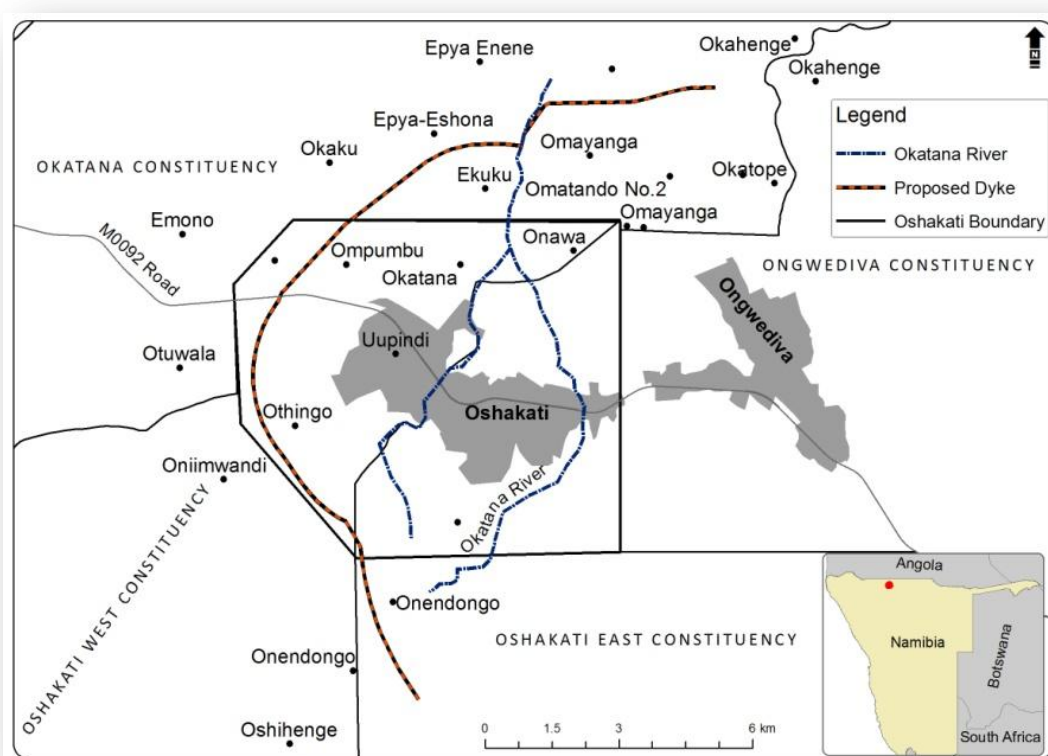 Epya Enene
Okahenge
N
Okahenge
Legend
Okatana River
Proposed Dyke
Oshakati Boundary
Epya-Eshona
Okaku
Omayanga
OKATANA CONSTITUENCY
Ekuku
Omatando No.2
Okatope
Omayanga
Emono
M0092 Road
Ompumbu
Onawa
Okatana
ONGWEDIVA CONSTITUENCY
Ongwediva
Uupindi
Otuwala
Oshakati
Othingo
Oniimwandi
Okatana River
OSHAKATI WEST CONSTITUENCY
Onendongo
OSHAKATI EAST CONSTITUENCY
Onendongo
Oshihenge
0 1.5 3 6 km
Angola
Namibia
Botswana
South Africa